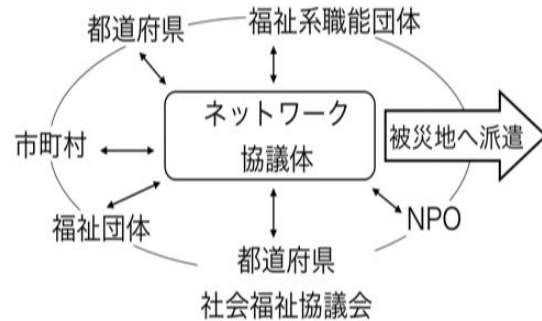 都道府県
福祉系職能団体
ネットワーク
協議体
被災地へ派遣
市町村
福祉団体
NPO
都道府県
社会福祉協議会